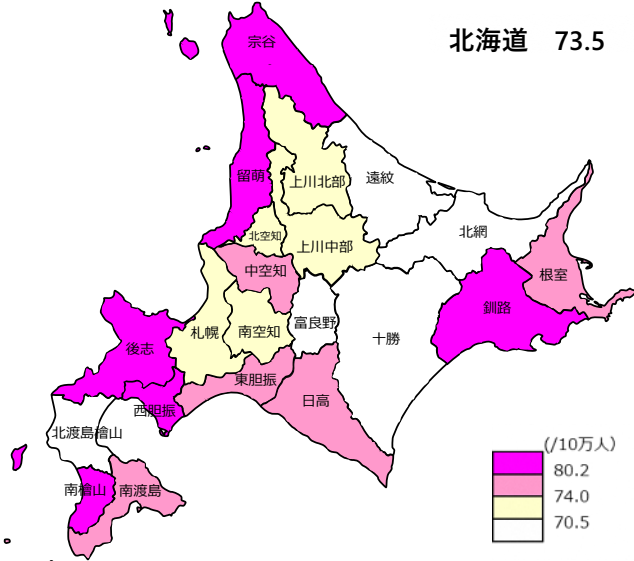 北海道　73.5
宗谷
留萌
上川北部
遠紋
北空知
上川中部
北網
中空知
根室
釧路
札幌
南空知
富良野
十勝
後志
東胆振
日高
西胆振
北渡島檜山
南檜山
南渡島
(/10万人)
80.2
74.0
70.5